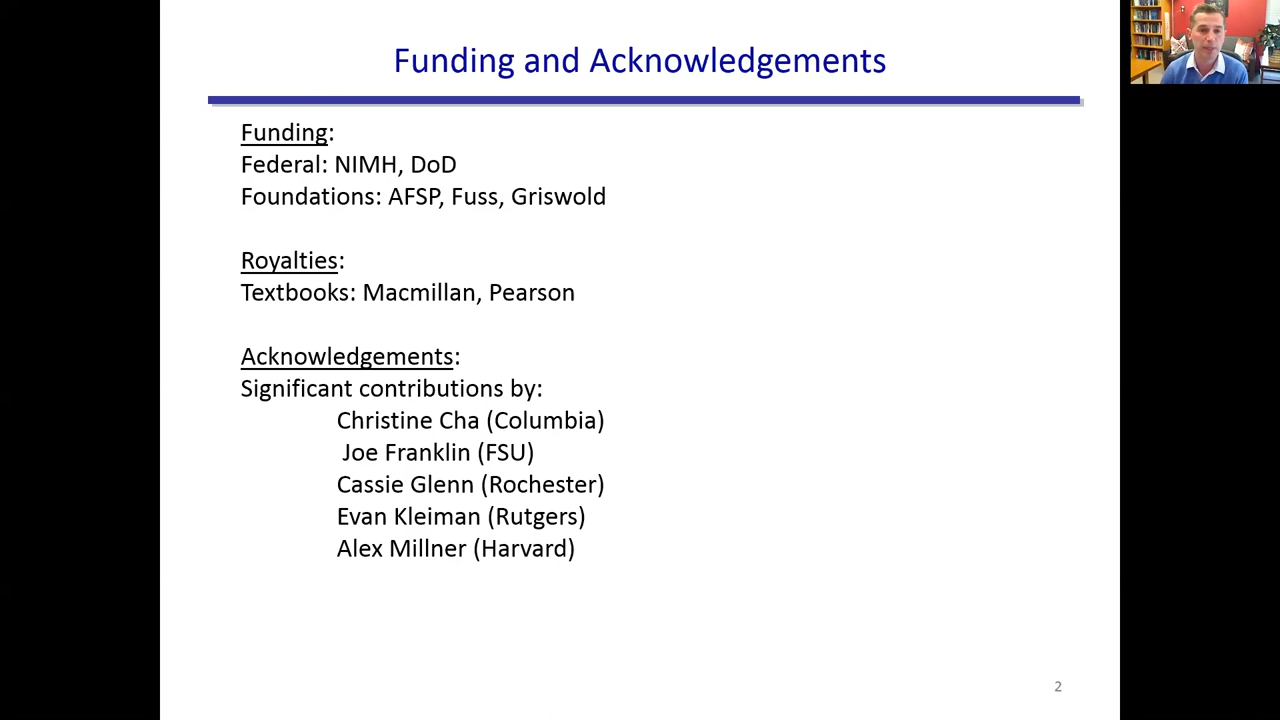 Funding and Acknowledgements
Funding:
Federal: NIMH, DoD
Foundations: AFSP, Fuss, Griswold
Royalties:
Textbooks: Macmillan, Pearson
Acknowledgements:
Significant contributions by:
Christine Cha (Columbia)
Joe Franklin (FSU)
Cassie Glenn (Rochester)
Evan Kleiman (Rutgers)
Alex Millner (Harvard)
2